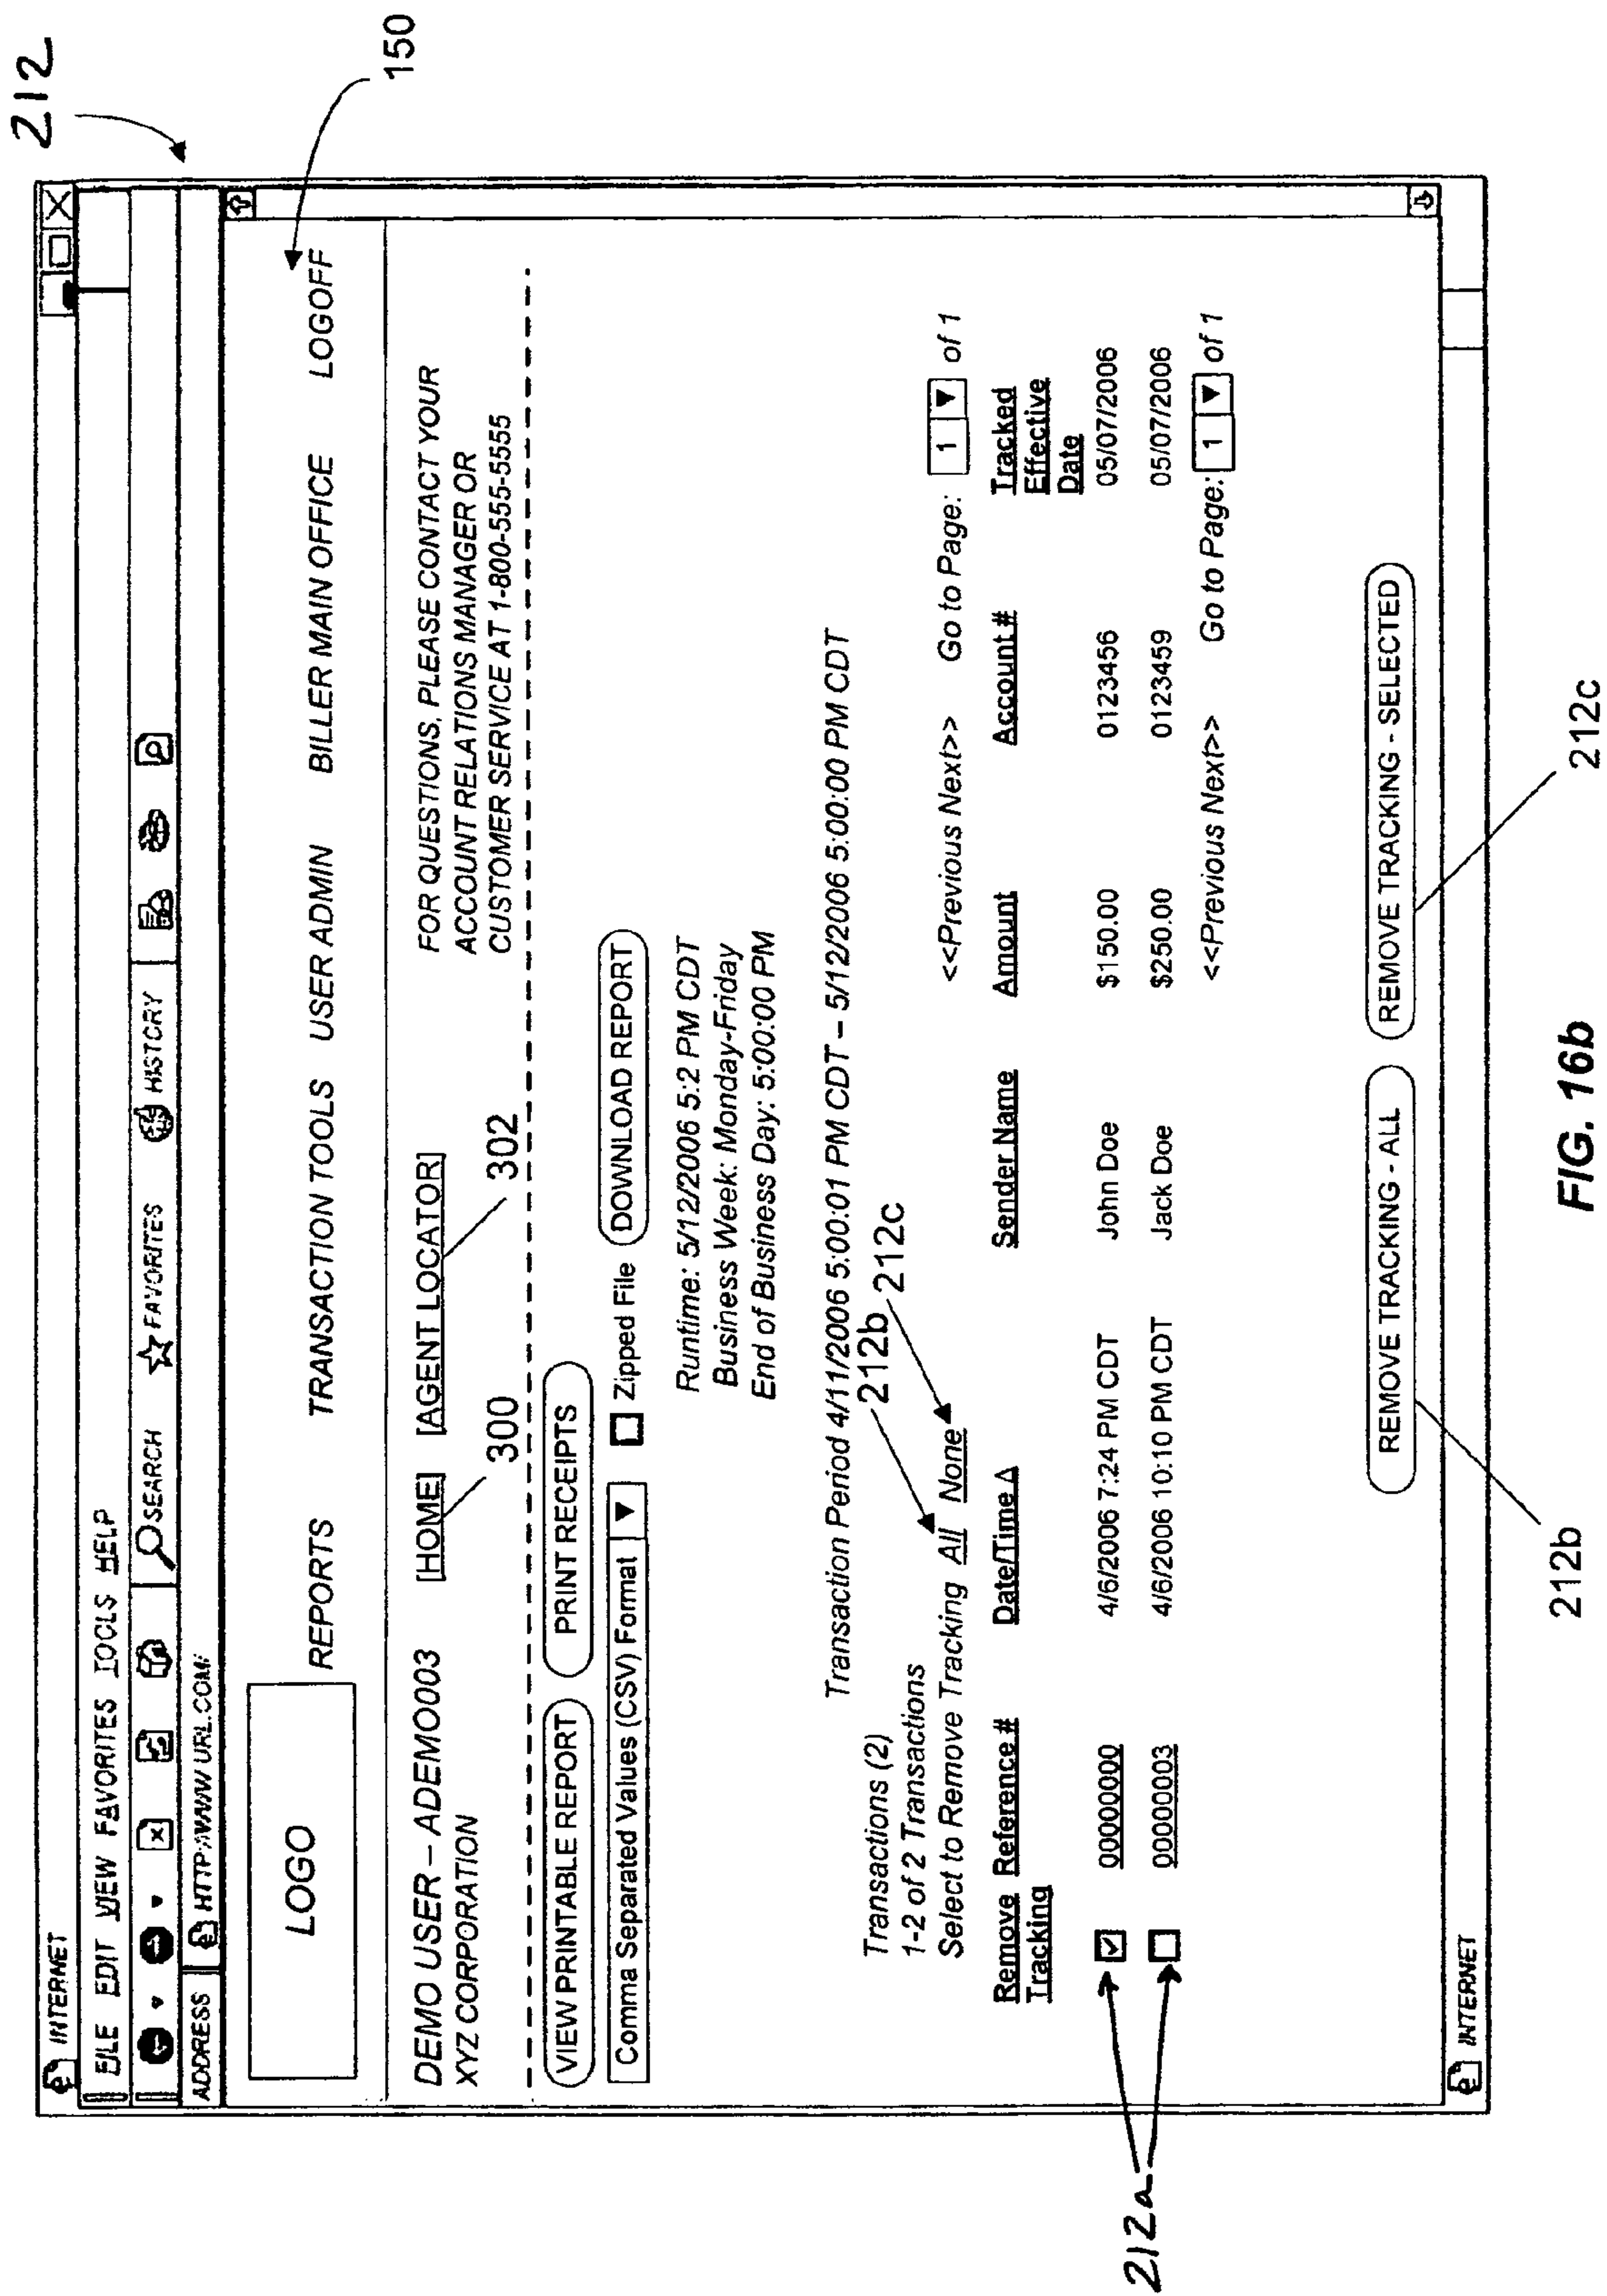 212
INTERNET
FILE EDIT VIEW FAVORITES TOOLS HELP
SEARCH FAVORITES HISTORY
ADDRESS HTTP://WWW.URL.COM/
150
LOGO
REPORTS TRANSACTION TOOLS USER ADMIN BILLER MAIN OFFICE LOGOFF
DEMO USER – ADEMO003 [HOME] [AGENT LOCATOR]
XYZ CORPORATION
300 302
FOR QUESTIONS, PLEASE CONTACT YOUR
ACCOUNT RELATIONS MANAGER OR
CUSTOMER SERVICE AT 1-800-555-5555
VIEW PRINTABLE REPORT PRINT RECEIPTS
Comma Separated Values (CSV) Format ▼ Zipped File DOWNLOAD REPORT
Runtime: 5/12/2006 5:2 PM CDT
Business Week: Monday-Friday
End of Business Day: 5:00:00 PM
Transaction Period 4/11/2006 5:00:01 PM CDT – 5/12/2006 5:00:00 PM CDT
Transactions (2) 212b 212c
1-2 of 2 Transactions
Select to Remove Tracking All None <<Previous Next>> Go to Page: 1 ▼ of 1
Remove Tracking Reference # Date/Time Δ Sender Name Amount Account # Tracked Effective Date
00000000 4/6/2006 7:24 PM CDT John Doe $150.00 0123456 05/07/2006
00000003 4/6/2006 10:10 PM CDT Jack Doe $250.00 0123459 05/07/2006
212a
<<Previous Next>> Go to Page: 1 ▼ of 1
REMOVE TRACKING - ALL REMOVE TRACKING - SELECTED
INTERNET
212b 212c
FIG. 16b